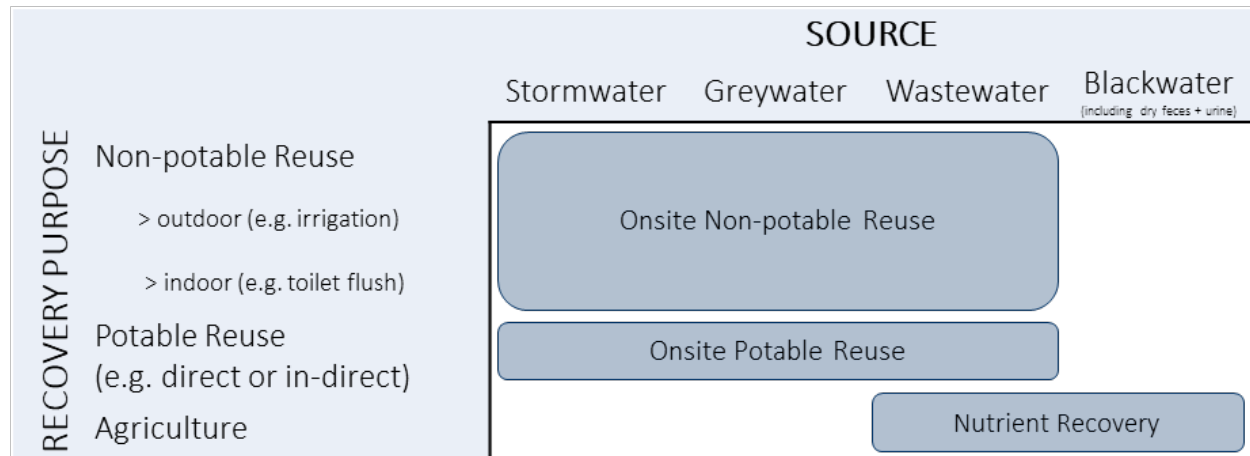 SOURCE
Stormwater Greywater Wastewater Blackwater
(including dry feces + urine)
RECOVERY PURPOSE
Non-potable Reuse
> outdoor (e.g. irrigation)
> indoor (e.g. toilet flush)
Onsite Non-potable Reuse
Potable Reuse
(e.g. direct or in-direct)
Onsite Potable Reuse
Agriculture
Nutrient Recovery